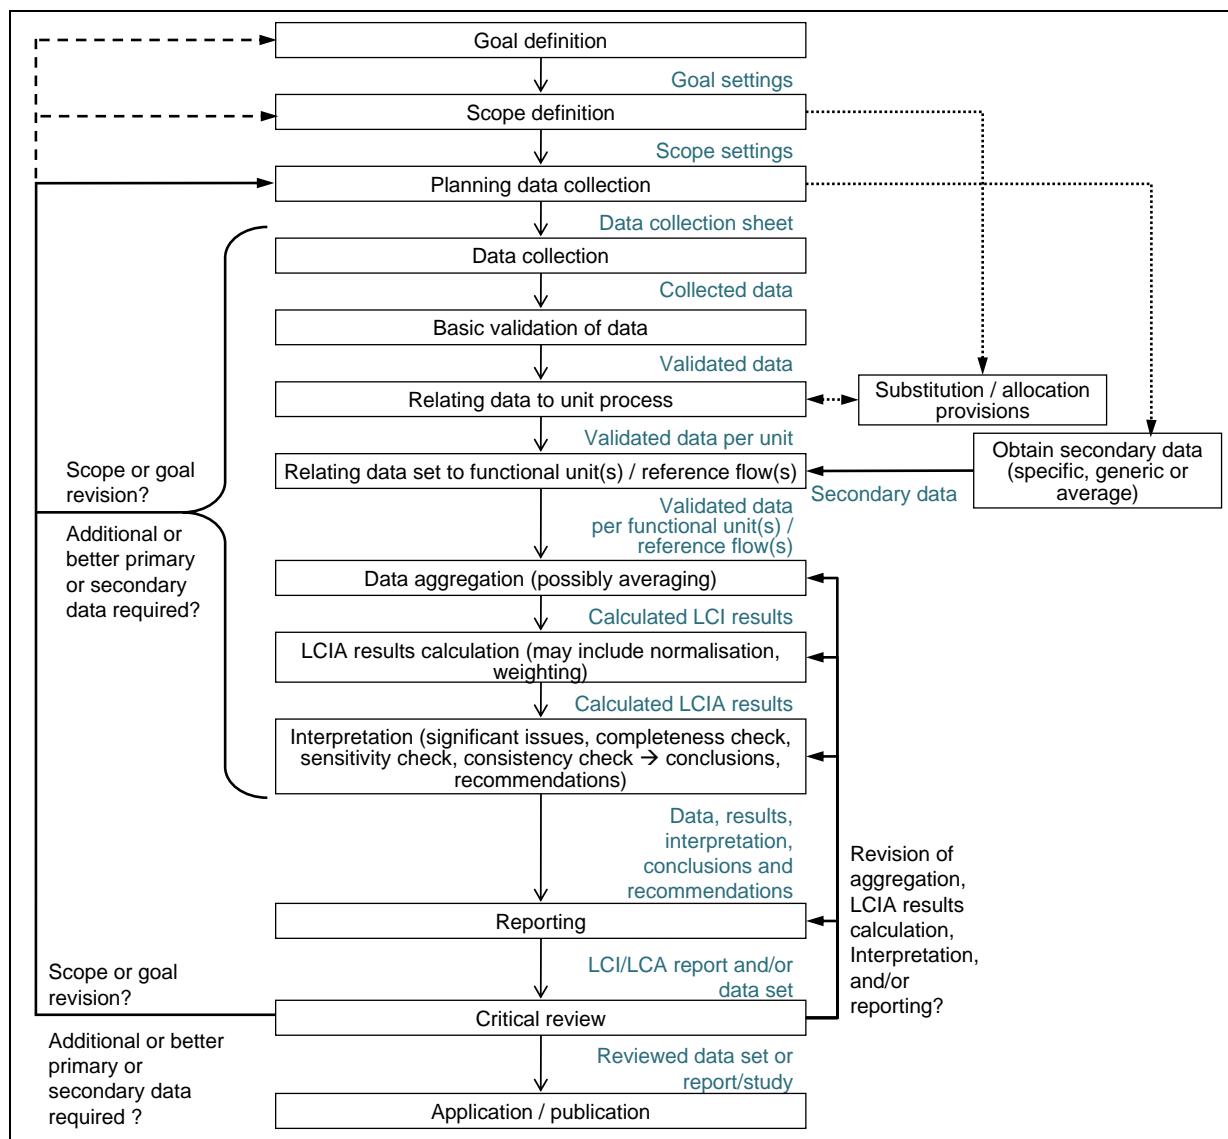 Goal definition
Goal settings
Scope definition
Scope settings
Planning data collection
Data collection sheet
Data collection
Collected data
Basic validation of data
Validated data
Relating data to unit process
Substitution / allocation
provisions
Validated data per unit
Obtain secondary data
(specific, generic or
average)
Relating data set to functional unit(s) / reference flow(s)
Secondary data
Scope or goal
revision?
Additional or
better primary
or secondary
data required?
Validated data
per functional unit(s) /
reference flow(s)
Data aggregation (possibly averaging)
Calculated LCI results
LCIA results calculation (may include normalisation,
weighting)
Calculated LCIA results
Interpretation (significant issues, completeness check,
sensitivity check, consistency check → conclusions,
recommendations)
Data, results,
interpretation,
conclusions and
recommendations
Revision of
aggregation,
LCIA results
calculation,
Interpretation,
and/or
reporting?
Reporting
LCI/LCA report and/or
data set
Scope or goal
revision?
Critical review
Additional or better
primary or
secondary data
required ?
Reviewed data set or
report/study
Application / publication